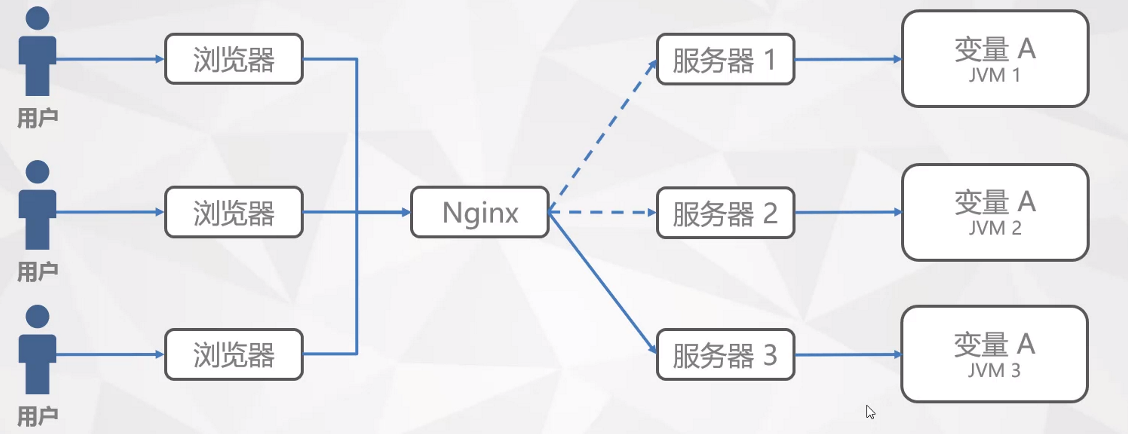 浏览器
服务器 1
变量 A
JVM 1
用户
浏览器
Nginx
服务器 2
变量 A
JVM 2
用户
浏览器
服务器 3
变量 A
JVM 3
用户